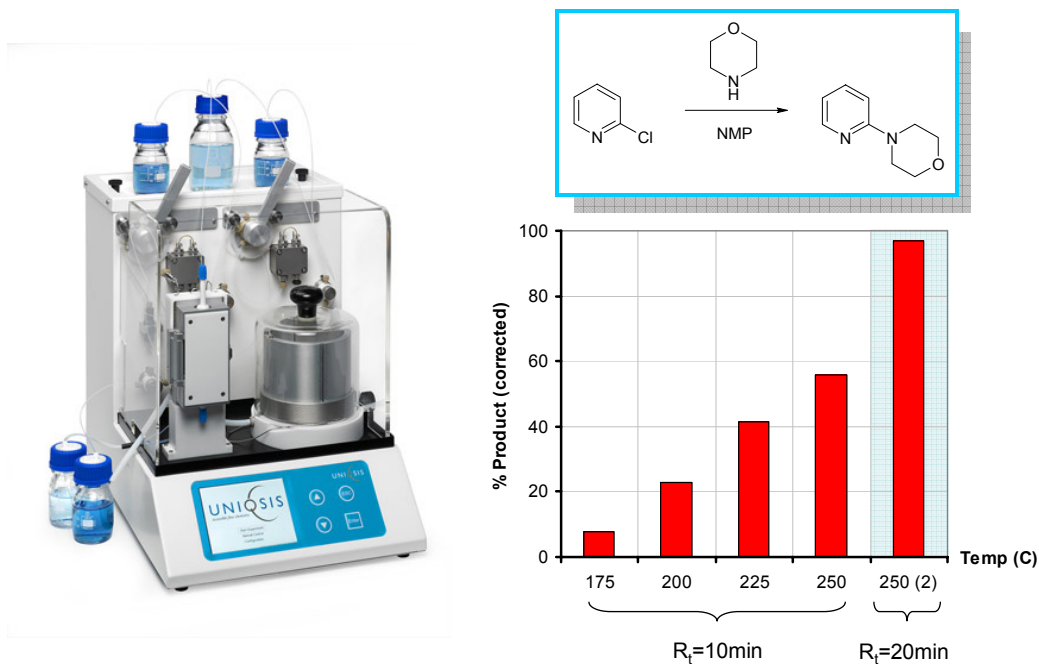 UNIQSIS
UNIQSIS
O
N
H
N
Cl
NMP
N
N
O
% Product (corrected)
100
80
60
40
20
0
175
200
225
250
250 (2)
Temp (C)
Rt=10min
Rt=20min